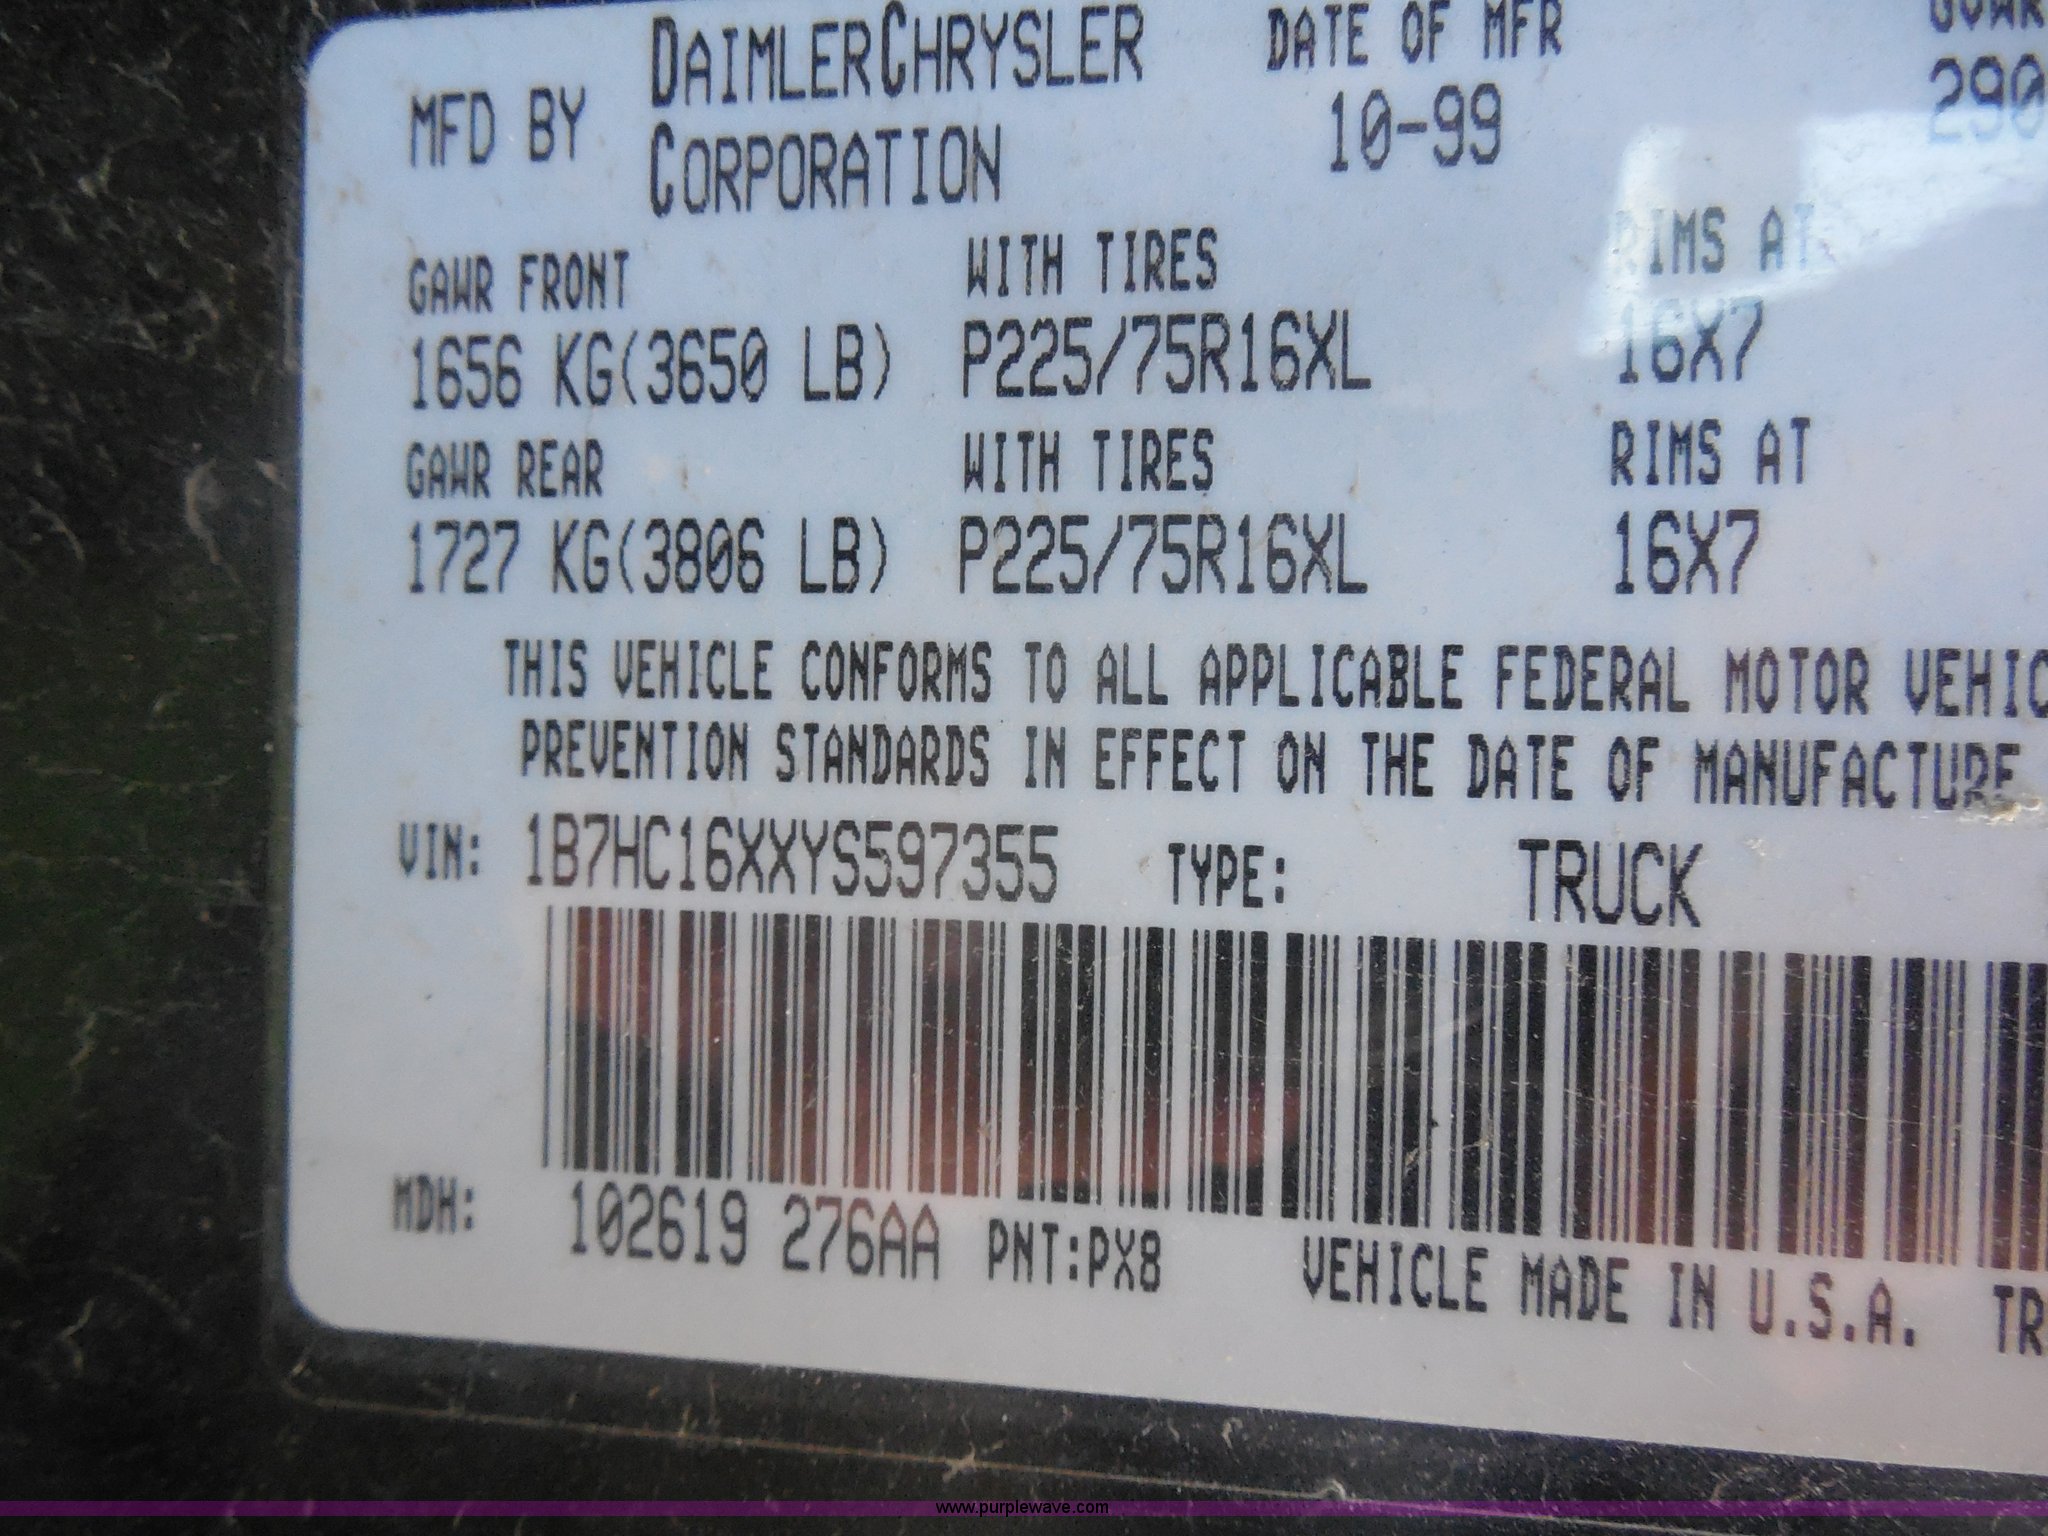 MFD BY DAIMLERCHRYSLER CORPORATION
DATE OF MFR
10-99
GAWR FRONT WITH TIRES RIMS AT
1656 KG(3650 LB) P225/75R16XL 16X7
GAWR REAR WITH TIRES RIMS AT
1727 KG(3806 LB) P225/75R16XL 16X7
THIS VEHICLE CONFORMS TO ALL APPLICABLE FEDERAL MOTOR VEHIC
PREVENTION STANDARDS IN EFFECT ON THE DATE OF MANUFACTURE
VIN: 1B7HC16XXYS597355 TYPE: TRUCK
MDH: 102619 276AA PNT:PX8 VEHICLE MADE IN U.S.A. TR
www.purplewave.com